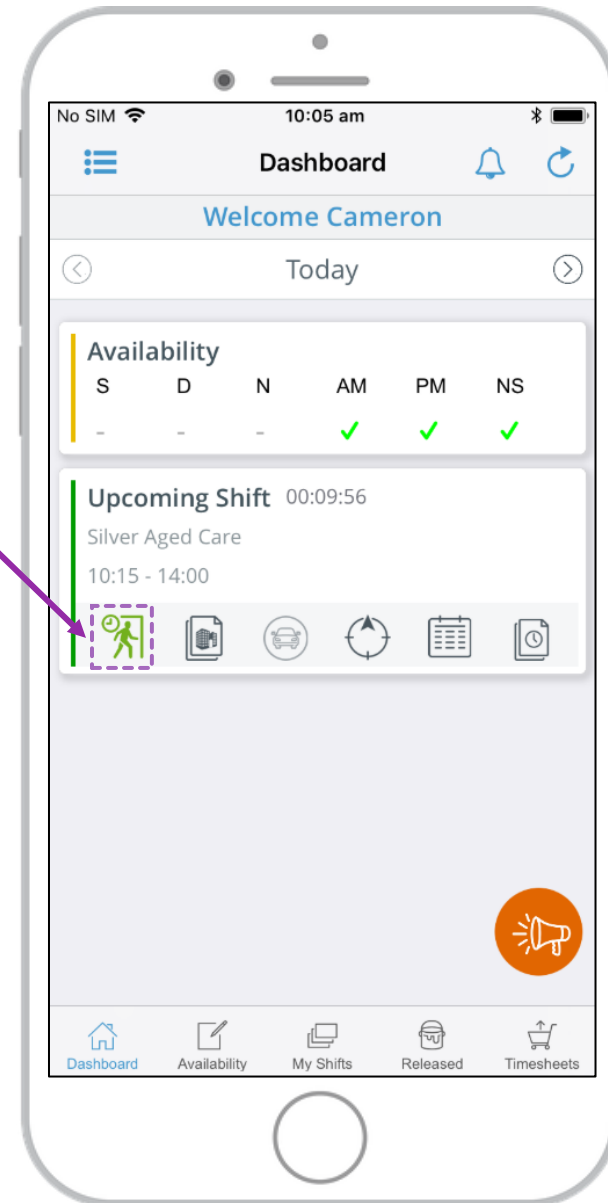 No SIM 10:05 am
Dashboard
Welcome Cameron
Today
Availability
S D N AM PM NS
- - - ✓ ✓ ✓
Upcoming Shift 00:09:56
Silver Aged Care
10:15 - 14:00
Dashboard Availability My Shifts Released Timesheets